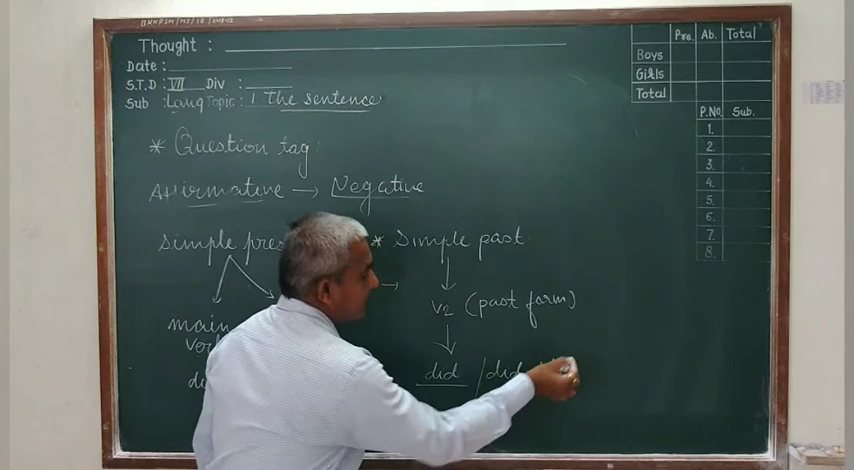 Thought :
Date :
S.T.D : VII Div :
Sub : Lang Topic : 1. The sentence
* Question tag:
Affirmative → Negative
simple pres
* simple past
main
v2 (past form)
did / did
Pre. Ab. Total
Boys
Girls
Total
P.No. Sub.
1.
2.
3.
4.
5.
6.
7.
8.